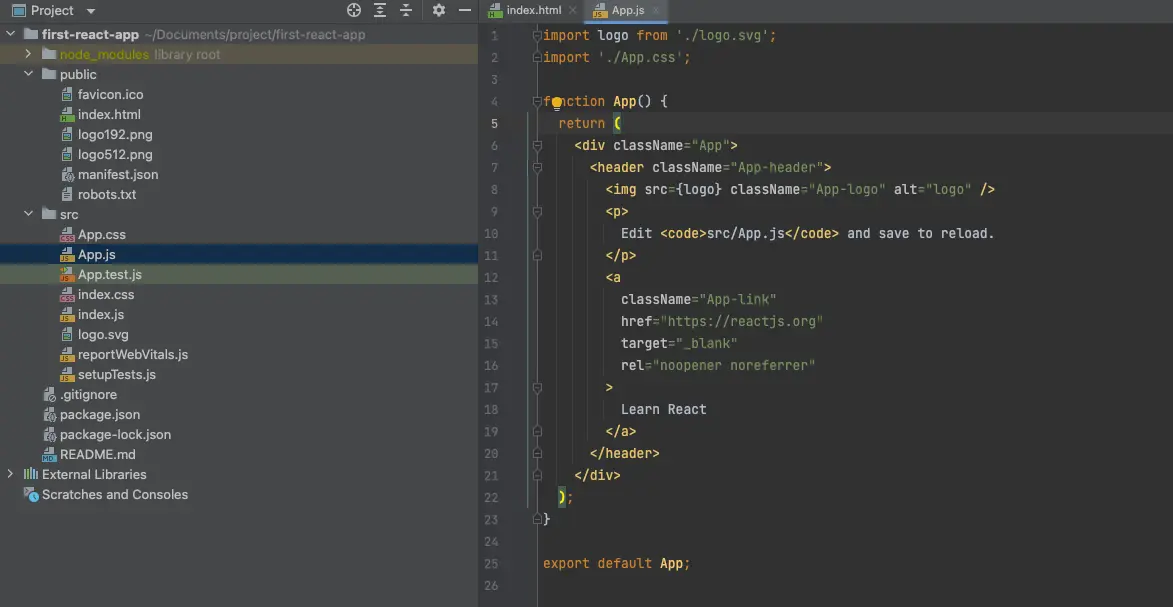 Project
first-react-app ~/Documents/project/first-react-app
node_modules library root
public
favicon.ico
index.html
logo192.png
logo512.png
manifest.json
robots.txt
src
App.css
App.js
App.test.js
index.css
index.js
logo.svg
reportWebVitals.js
setupTests.js
.gitignore
package.json
package-lock.json
README.md
External Libraries
Scratches and Consoles
index.html
App.js
1 import logo from './logo.svg';
2 import './App.css';
3
4 function App() {
5 return (
6 <div className="App">
7 <header className="App-header">
8 <img src={logo} className="App-logo" alt="logo" />
9 <p>
10 Edit <code>src/App.js</code> and save to reload.
11 </p>
12 <a
13 className="App-link"
14 href="https://reactjs.org"
15 target="_blank"
16 rel="noopener noreferrer"
17 >
18 Learn React
19 </a>
20 </header>
21 </div>
22 );
23 }
24
25 export default App;
26